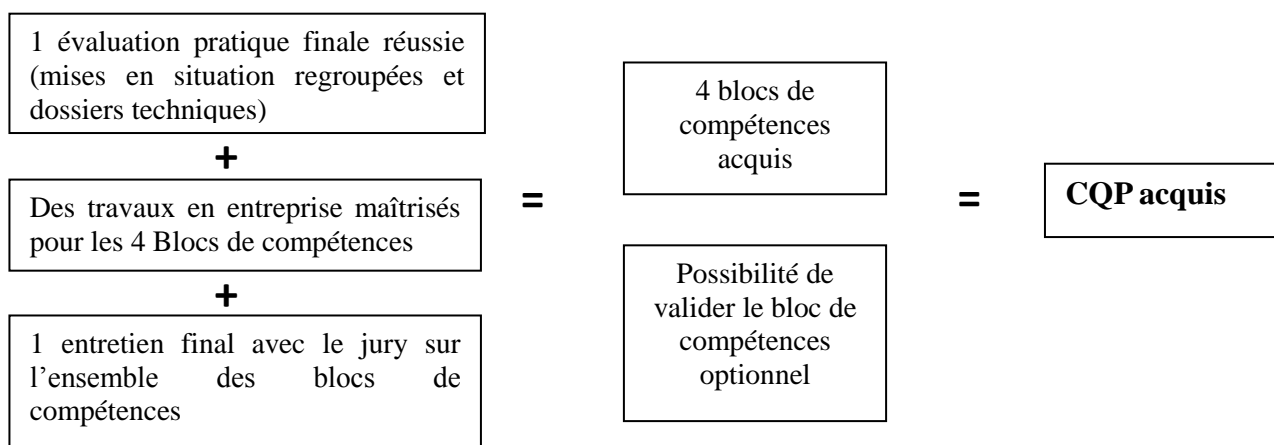 1 évaluation pratique finale réussie
(mises en situation regroupées et
dossiers techniques)
+
Des travaux en entreprise maîtrisés
pour les 4 Blocs de compétences
+
1 entretien final avec le jury sur
l'ensemble des blocs de
compétences
=
4 blocs de
compétences
acquis
Possibilité de
valider le bloc de
compétences
optionnel
=
CQP acquis